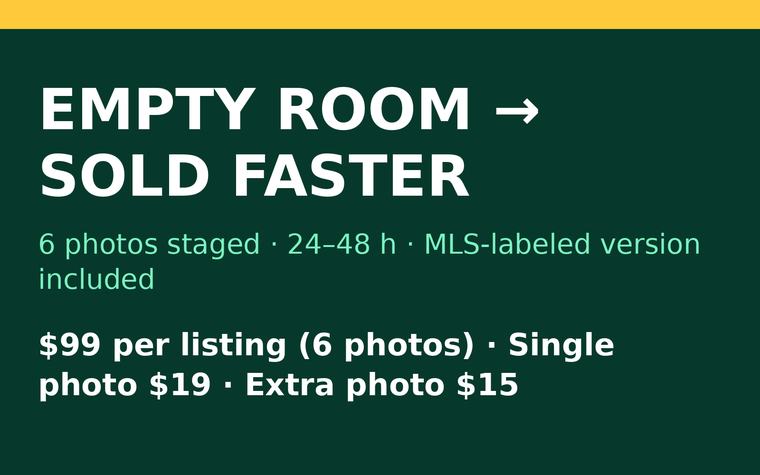 EMPTY ROOM →
SOLD FASTER
6 photos staged · 24–48 h · MLS-labeled version
included
$99 per listing (6 photos) · Single
photo $19 · Extra photo $15